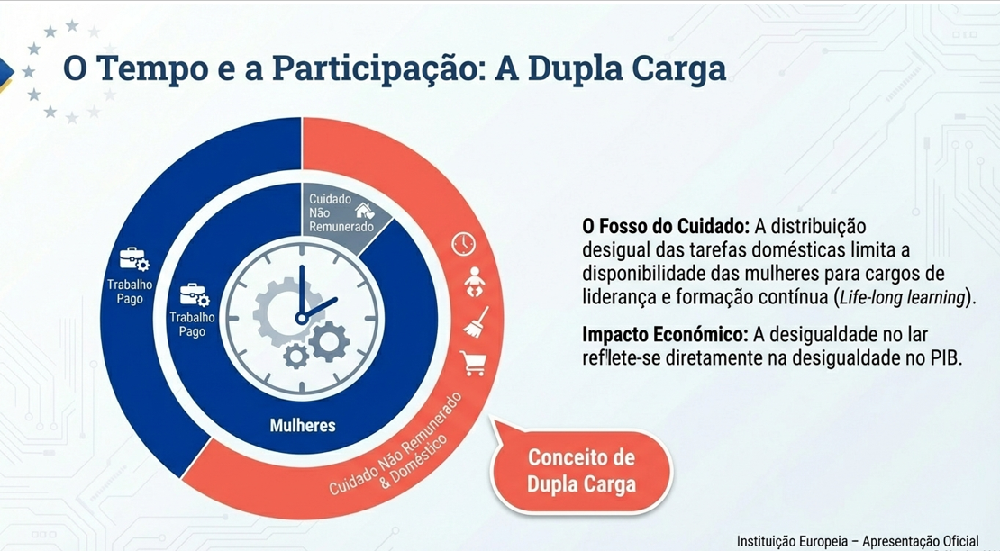 O Tempo e a Participação: A Dupla Carga
Cuidado
Não
Remunerado
Trabalho
Pago
Trabalho
Pago
Mulheres
Cuidado Não Remunerado
& Doméstico
O Fosso do Cuidado: A distribuição
desigual das tarefas domésticas limita a
disponibilidade das mulheres para cargos de
liderança e formação contínua (Life-long learning).
Impacto Económico: A desigualdade no lar
reflete-se diretamente na desigualdade no PIB.
Conceito de
Dupla Carga
Instituição Europeia – Apresentação Oficial